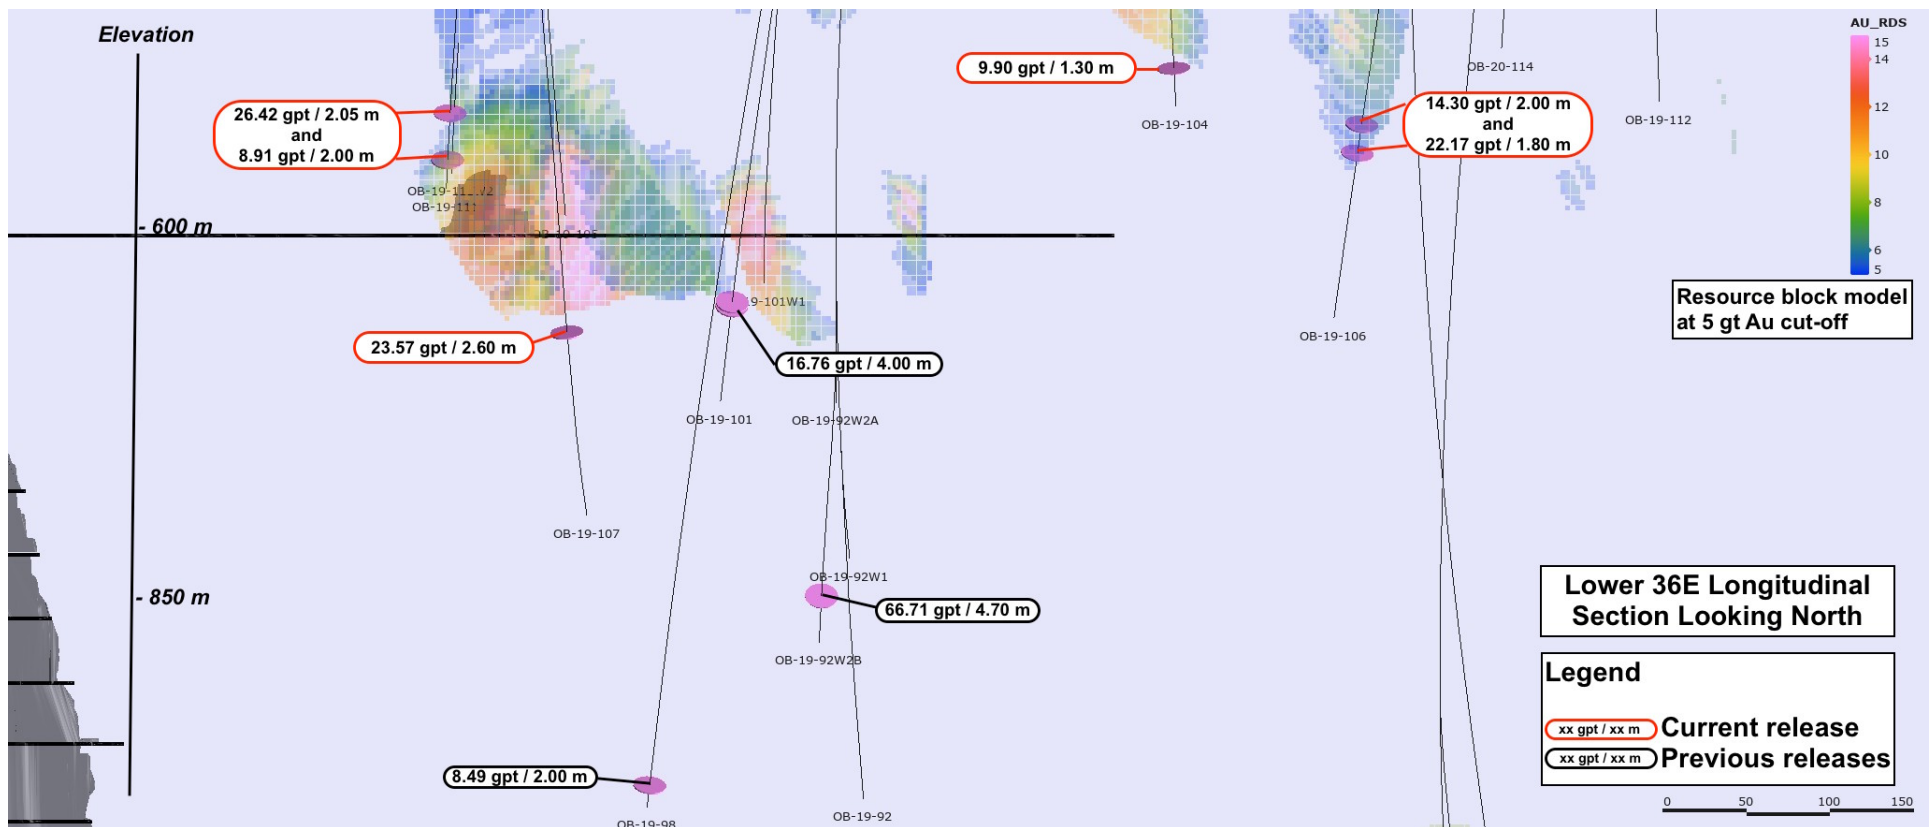 Elevation
AU_RDS
15
14
12
10
8
6
5
9.90 gpt / 1.30 m
OB-20-114
26.42 gpt / 2.05 m
and
8.91 gpt / 2.00 m
14.30 gpt / 2.00 m
and
22.17 gpt / 1.80 m
OB-19-104
OB-19-112
OB-19-111
- 600 m
19-101W1
Resource block model
at 5 gt Au cut-off
23.57 gpt / 2.60 m
OB-19-106
16.76 gpt / 4.00 m
OB-19-101
OB-19-92W2A
OB-19-107
OB-19-92W1
- 850 m
66.71 gpt / 4.70 m
Lower 36E Longitudinal
Section Looking North
OB-19-92W2B
Legend
xx gpt / xx m
Current release
xx gpt / xx m
Previous releases
8.49 gpt / 2.00 m
OB-19-98
OB-19-92
0 50 100 150